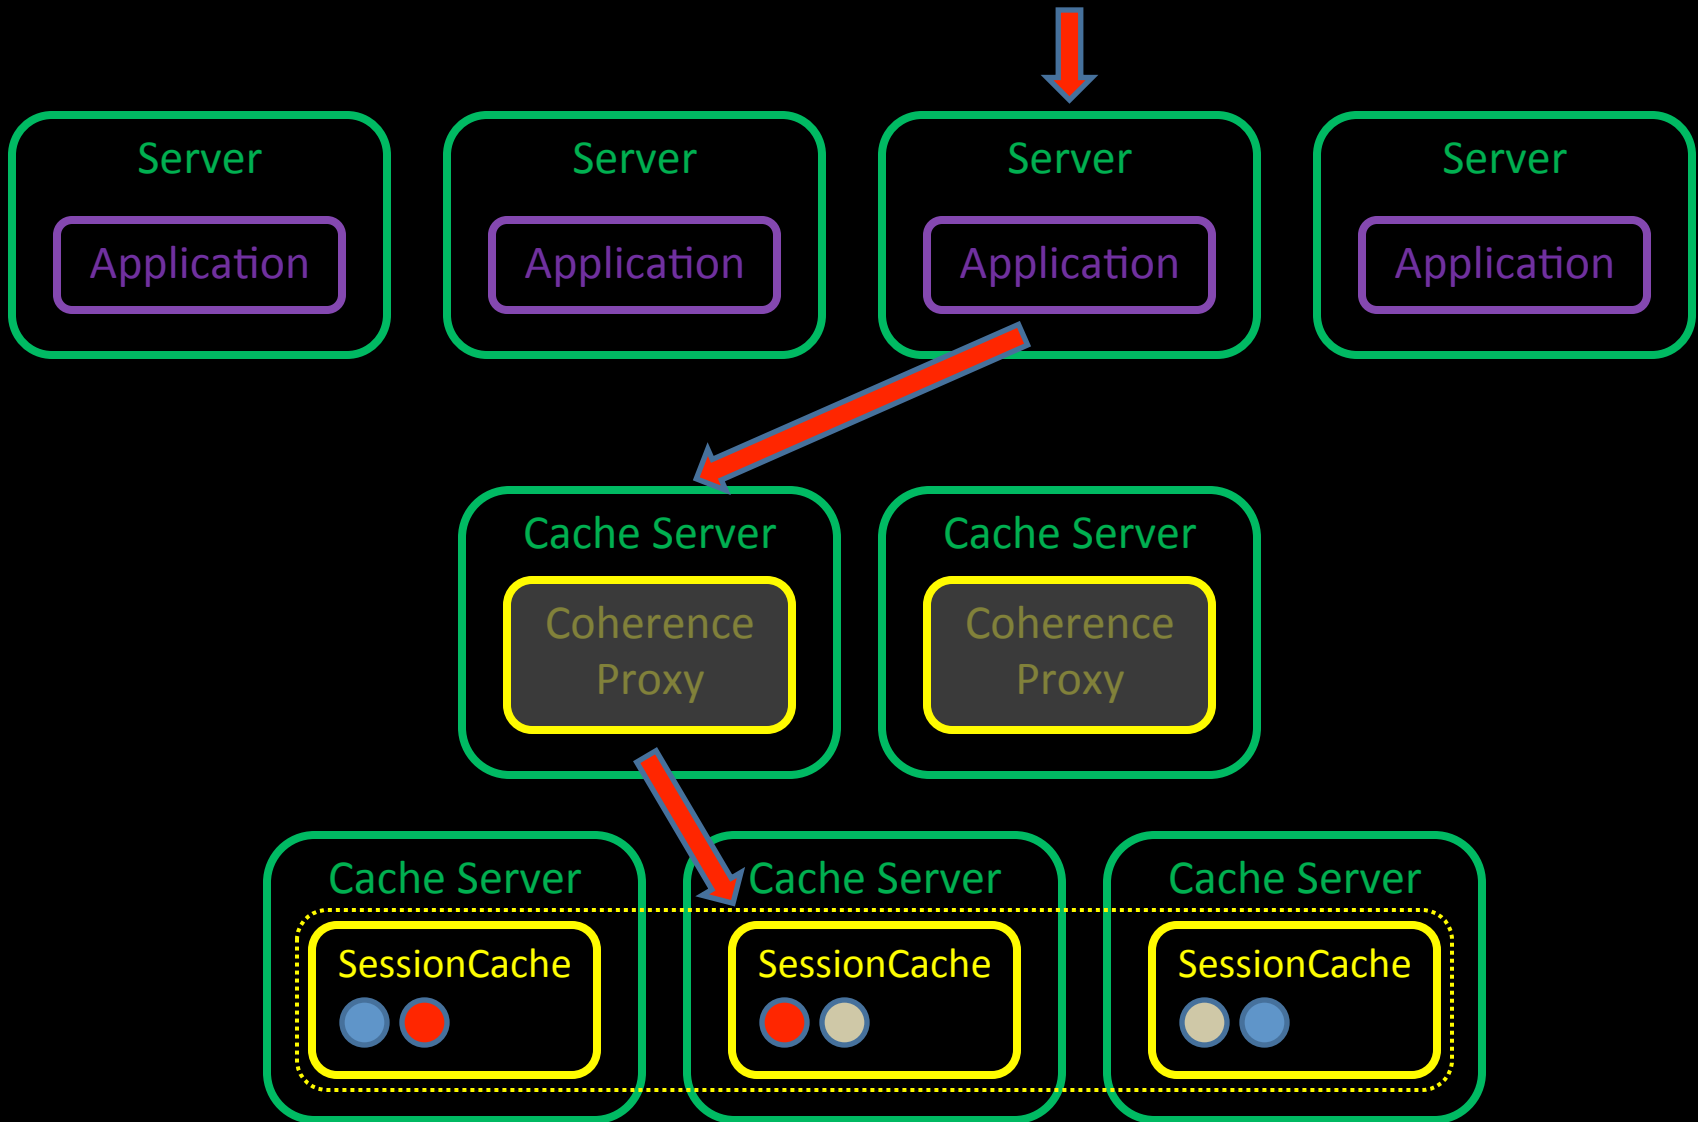 Server
Server
Server
Server
Application
Application
Application
Application
Cache Server
Cache Server
Coherence
Proxy
Coherence
Proxy
Cache Server
Cache Server
Cache Server
SessionCache
SessionCache
SessionCache